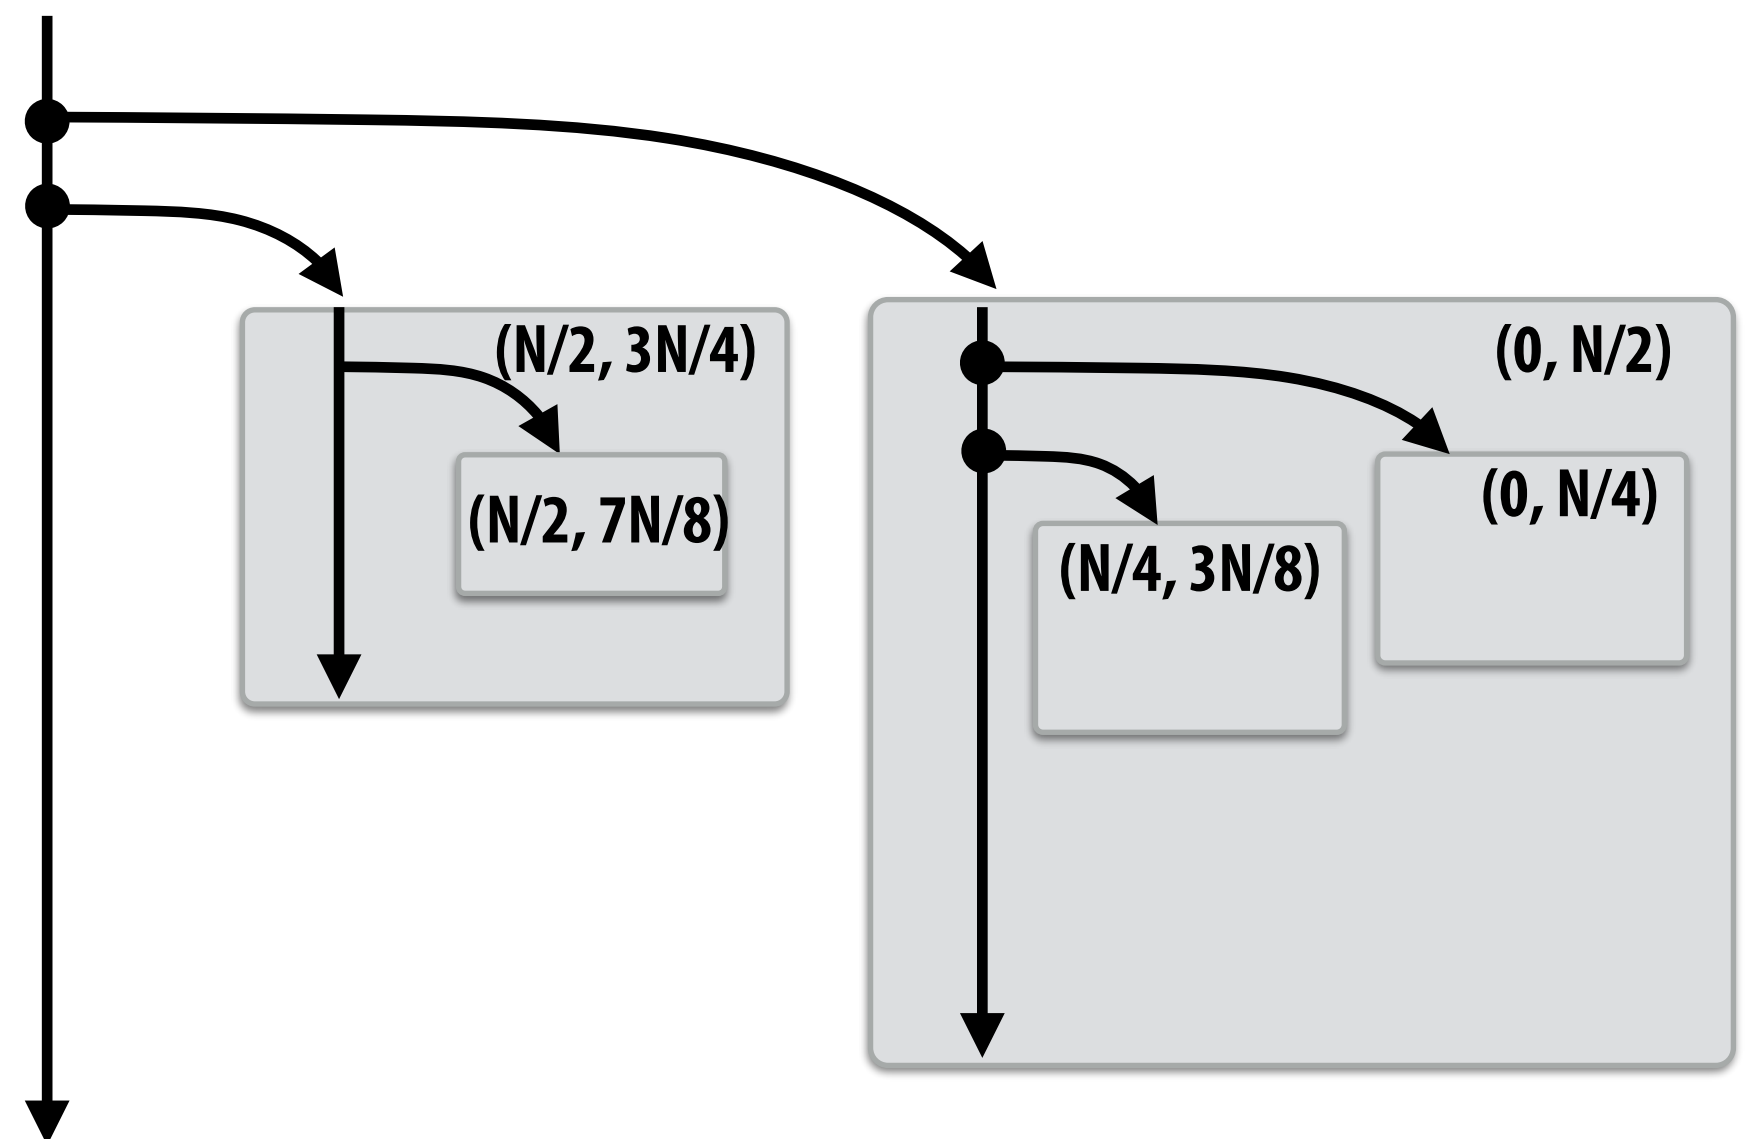 (N/2, 3N/4)
(0, N/2)
(N/2, 7N/8)
(0, N/4)
(N/4, 3N/8)